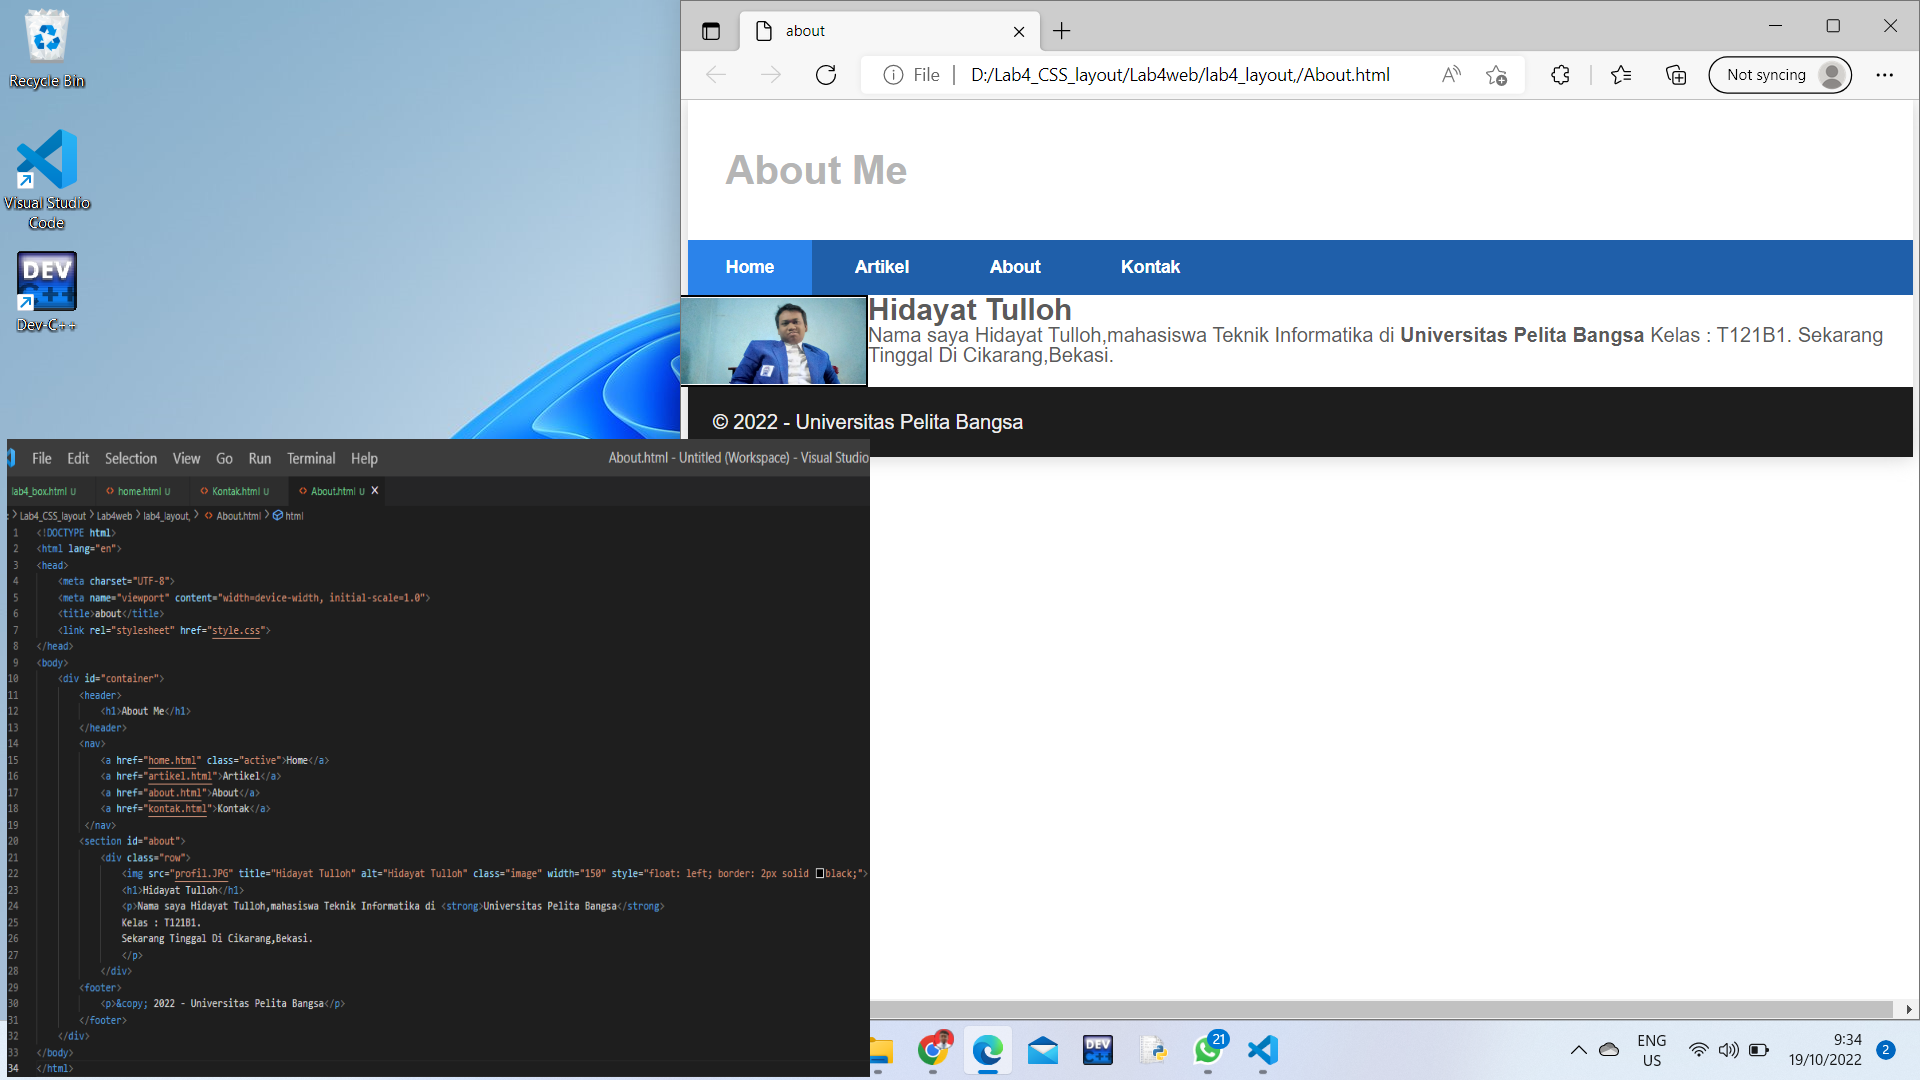 Recycle Bin
Visual Studio
Code
DEV
C++
Dev-C++
about
File
D:/Lab4_CSS_layout/Lab4web/lab4_layout,/About.html
Not syncing
About Me
Home Artikel About Kontak
Hidayat Tulloh
Nama saya Hidayat Tulloh,mahasiswa Teknik Informatika di Universitas Pelita Bangsa Kelas : T121B1. Sekarang
Tinggal Di Cikarang,Bekasi.
© 2022 - Universitas Pelita Bangsa
File Edit Selection View Go Run Terminal Help About.html - Untitled (Workspace) - Visual Studio
lab4_box.html U home.html U Kontak.html U About.html U
: > Lab4_CSS_layout > Lab4web > lab4_layout, > About.html > html
1 <!DOCTYPE html>
2 <html lang="en">
3 <head>
4 <meta charset="UTF-8">
5 <meta name="viewport" content="width=device-width, initial-scale=1.0">
6 <title>about</title>
7 <link rel="stylesheet" href="style.css">
8 </head>
9 <body>
10 <div id="container">
11 <header>
12 <h1>About Me</h1>
13 </header>
14 <nav>
15 <a href="home.html" class="active">Home</a>
16 <a href="artikel.html">Artikel</a>
17 <a href="about.html">About</a>
18 <a href="kontak.html">Kontak</a>
19 </nav>
20 <section id="about">
21 <div class="row">
22 <img src="profil.JPG" title="Hidayat Tulloh" alt="Hidayat Tulloh" class="image" width="150" style="float: left; border: 2px solid black;">
23 <h1>Hidayat Tulloh</h1>
24 <p>Nama saya Hidayat Tulloh,mahasiswa Teknik Informatika di <strong>Universitas Pelita Bangsa</strong>
25 Kelas : T121B1.
26 Sekarang Tinggal Di Cikarang,Bekasi.
27 </p>
28 </div>
29 <footer>
30 <p>&copy; 2022 - Universitas Pelita Bangsa</p>
31 </footer>
32 </div>
33 </body>
34 </html>
DEV
C++
21
ENG
US
9:34
19/10/2022
2